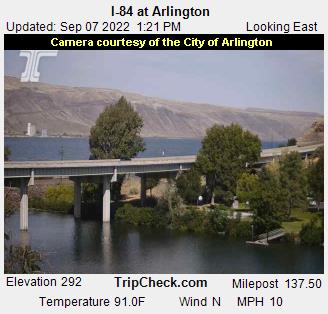 I-84 at Arlington
Updated: Sep 07 2022 1:21 PM Looking East
Camera courtesy of the City of Arlington
Elevation 292 TripCheck.com Milepost 137.50
Temperature 91.0F Wind N MPH 10